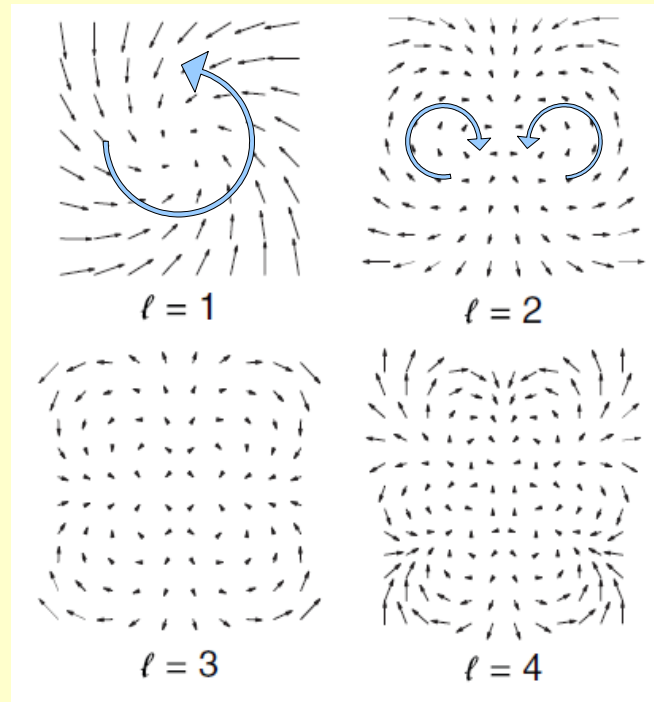 ℓ = 1
ℓ = 2
ℓ = 3
ℓ = 4